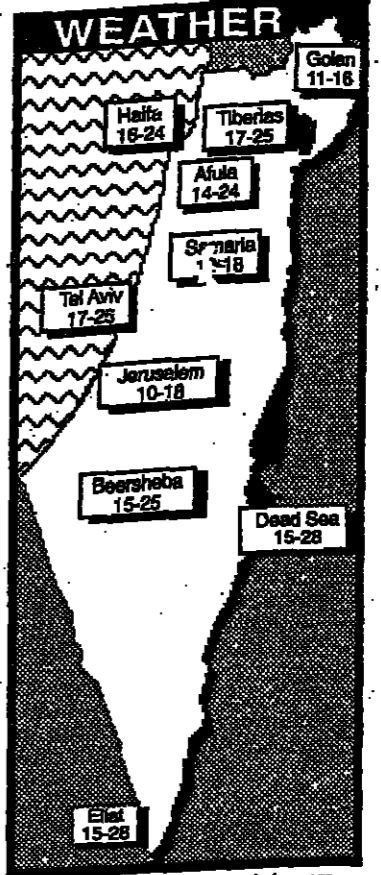 WEATHER
Golan
11-16
Haifa
16-24
Tiberias
17-25
Afula
14-24
Samaria
Tel Aviv
17-25
Jerusalem
10-18
Beersheba
15-25
Dead Sea
15-28
Eilat
15-28